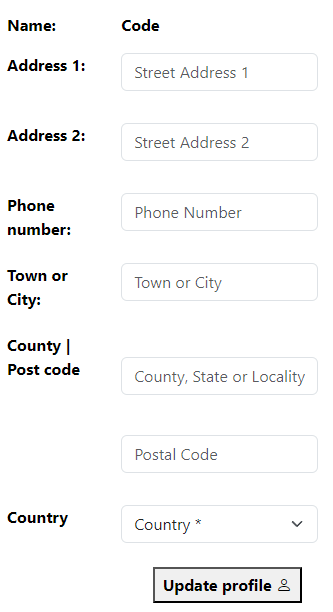 Name: Code
Address 1: Street Address 1
Address 2: Street Address 2
Phone
number: Phone Number
Town or
City: Town or City
County |
Post code County, State or Locality
Postal Code
Country Country *
Update profile